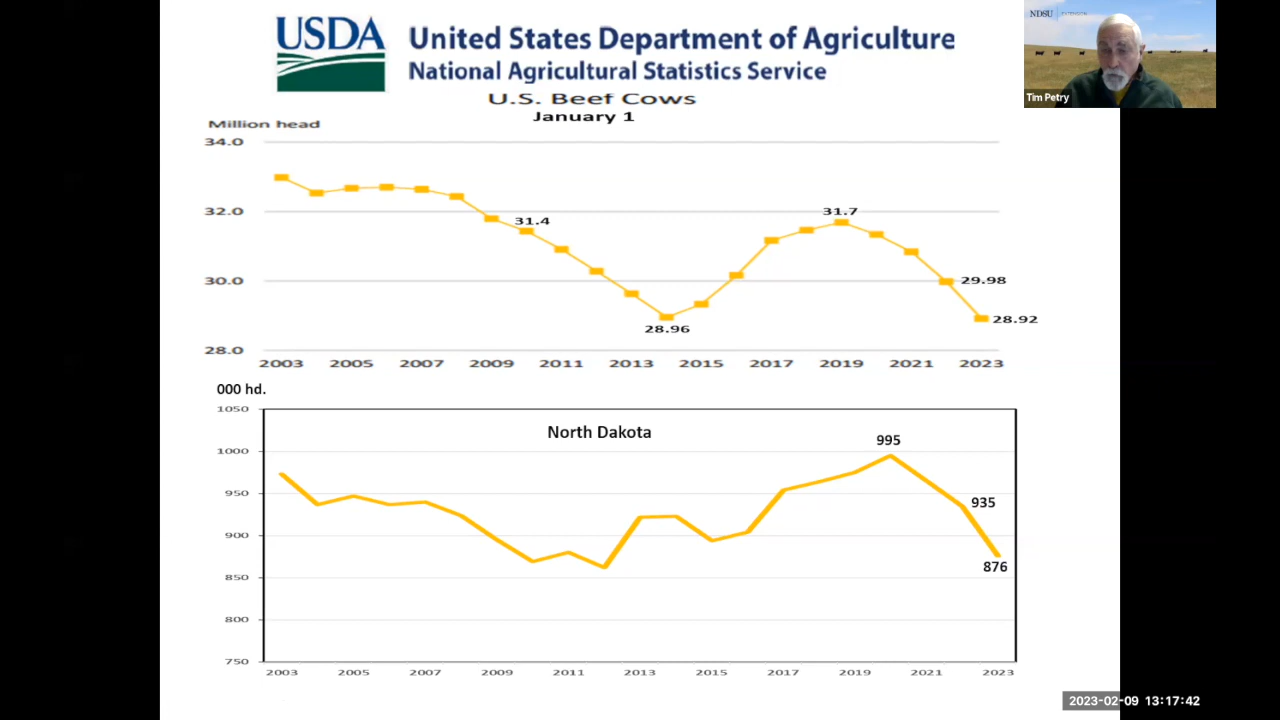 USDA
United States Department of Agriculture
National Agricultural Statistics Service
U.S. Beef Cows
January 1
Million head
34.0
32.0
30.0
28.0
31.4
28.96
31.7
29.98
28.92
2003 2005 2007 2009 2011 2013 2015 2017 2019 2021 2023
000 hd.
1050
1000
950
900
850
800
750
North Dakota
995
935
876
2003 2005 2007 2009 2011 2013 2015 2017 2019 2021 2023
NDSU EXTENSION
Tim Petry
2023-02-09 13:17:42